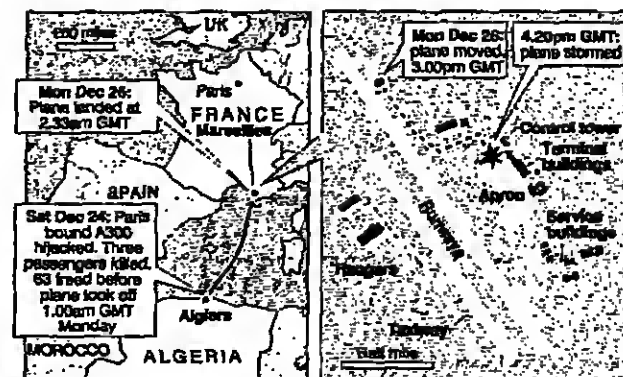 UK
Mon Dec 26:
Plane landed at
2.33am GMT
Paris
FRANCE
Marseilles
SPAIN
Sat Dec 24: Paris
bound A300
hijacked. Three
passengers killed.
63 freed before
plane took off
1.00am GMT
Monday
Algiers
MOROCCO
ALGERIA
Mon Dec 26:
plane moved
3.00pm GMT
4.20pm GMT:
plane stormed
Control tower
Terminal
buildings
Apron
Runways
Service
buildings
Hangars
Taxiway
Half mile